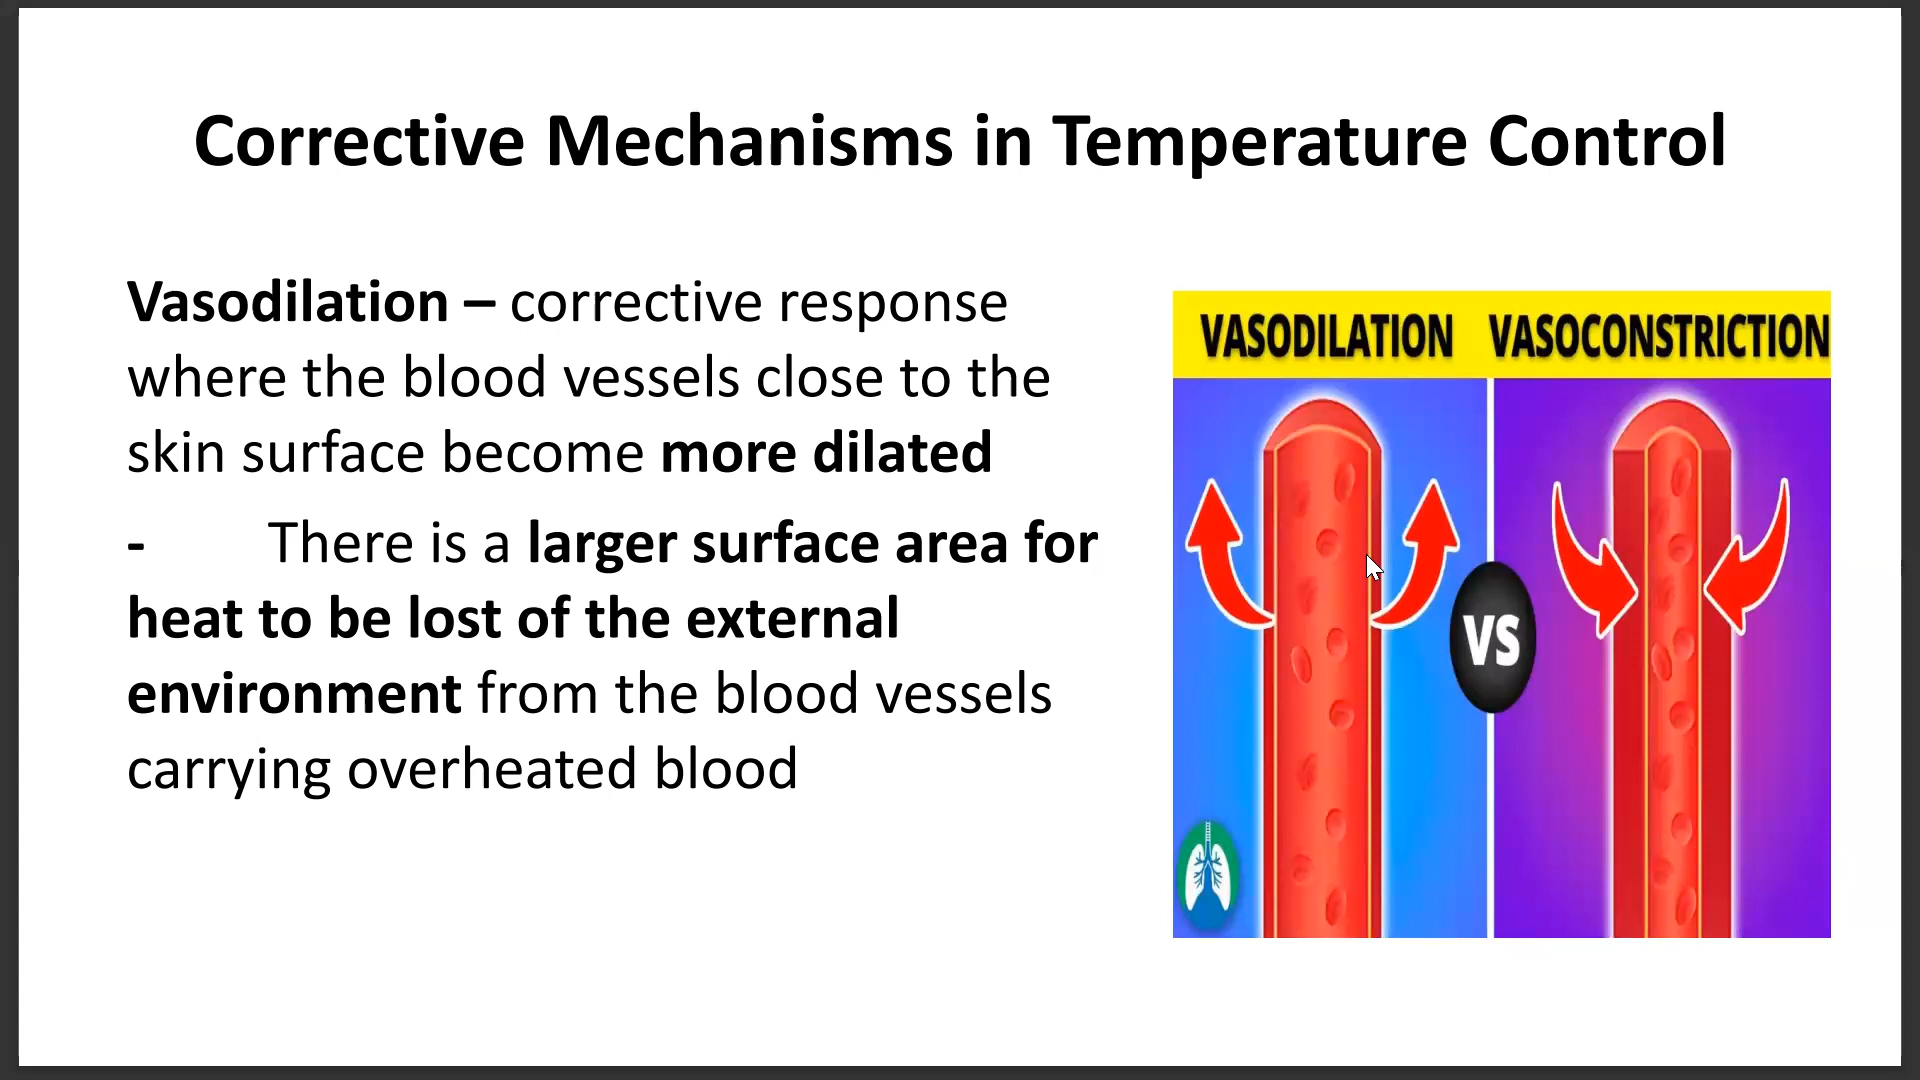 Corrective Mechanisms in Temperature Control
Vasodilation – corrective response
where the blood vessels close to the
skin surface become more dilated
- There is a larger surface area for
heat to be lost of the external
environment from the blood vessels
carrying overheated blood
VASODILATION VASOCONSTRICTION
VS